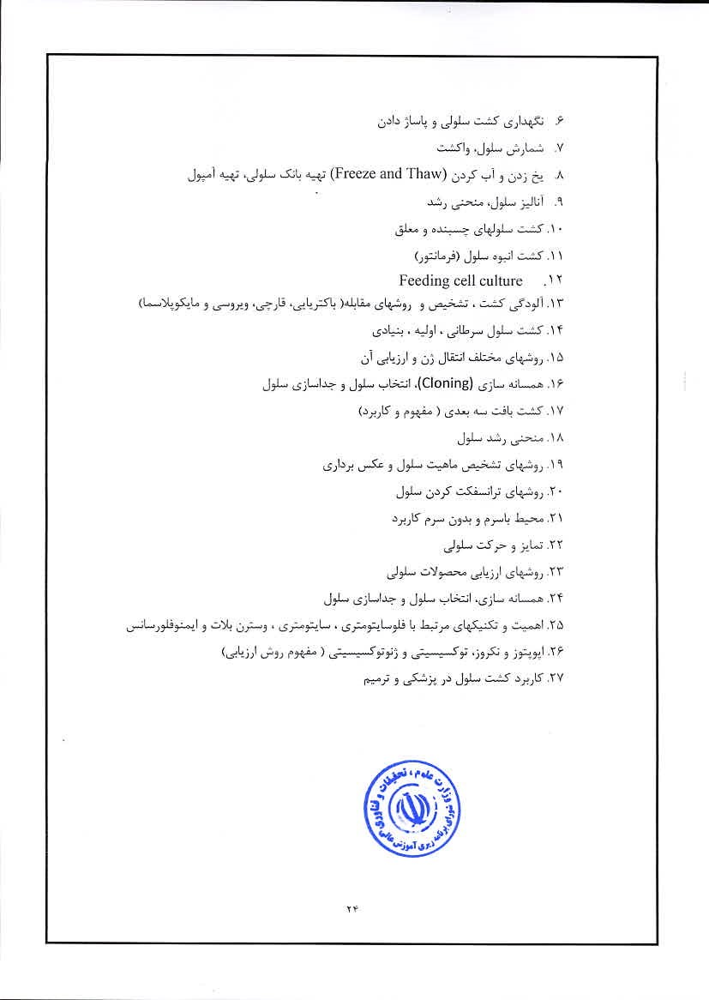 ۶. نگهداری کشت سلولی و پاساژ دادن
۷. شمارش سلول، واکشت
۸. یخ زدن و آب کردن (Freeze and Thaw) تهیه بانک سلولی، تهیه آمپول
۹. آنالیز سلول، منحنی رشد
۱۰. کشت سلولهای چسبنده و معلق
۱۱. کشت انبوه سلول (فرمانتور)
۱۲. Feeding cell culture
۱۳. آلودگی کشت ، تشخیص و روشهای مقابله( باکتریایی، قارچی، ویروسی و مایکوپلاسما)
۱۴. کشت سلول سرطانی ، اولیه ، بنیادی
۱۵. روشهای مختلف انتقال ژن و ارزیابی آن
۱۶. همسانه سازی (Cloning)، انتخاب سلول و جداسازی سلول
۱۷. کشت بافت سه بعدی ( مفهوم و کاربرد)
۱۸. منحنی رشد سلول
۱۹. روشهای تشخیص ماهیت سلول و عکس برداری
۲۰. روشهای ترانسفکت کردن سلول
۲۱. محیط باسرم و بدون سرم کاربرد
۲۲. تمایز و حرکت سلولی
۲۳. روشهای ارزیابی محصولات سلولی
۲۴. همسانه سازی، انتخاب سلول و جداسازی سلول
۲۵. اهمیت و تکنیکهای مرتبط با فلوسایتومتری ، سایتومتری ، وسترن بلات و ایمنوفلورسانس
۲۶. اپوپتوز و نکروز، توکسیسیتی و ژنوتوکسیسیتی ( مفهوم روش ارزیابی)
۲۷. کاربرد کشت سلول در پزشکی و ترمیم
وزارت علوم ، تحقیقات و فناوری
شورای برنامه ریزی آموزش عالی
۲۴